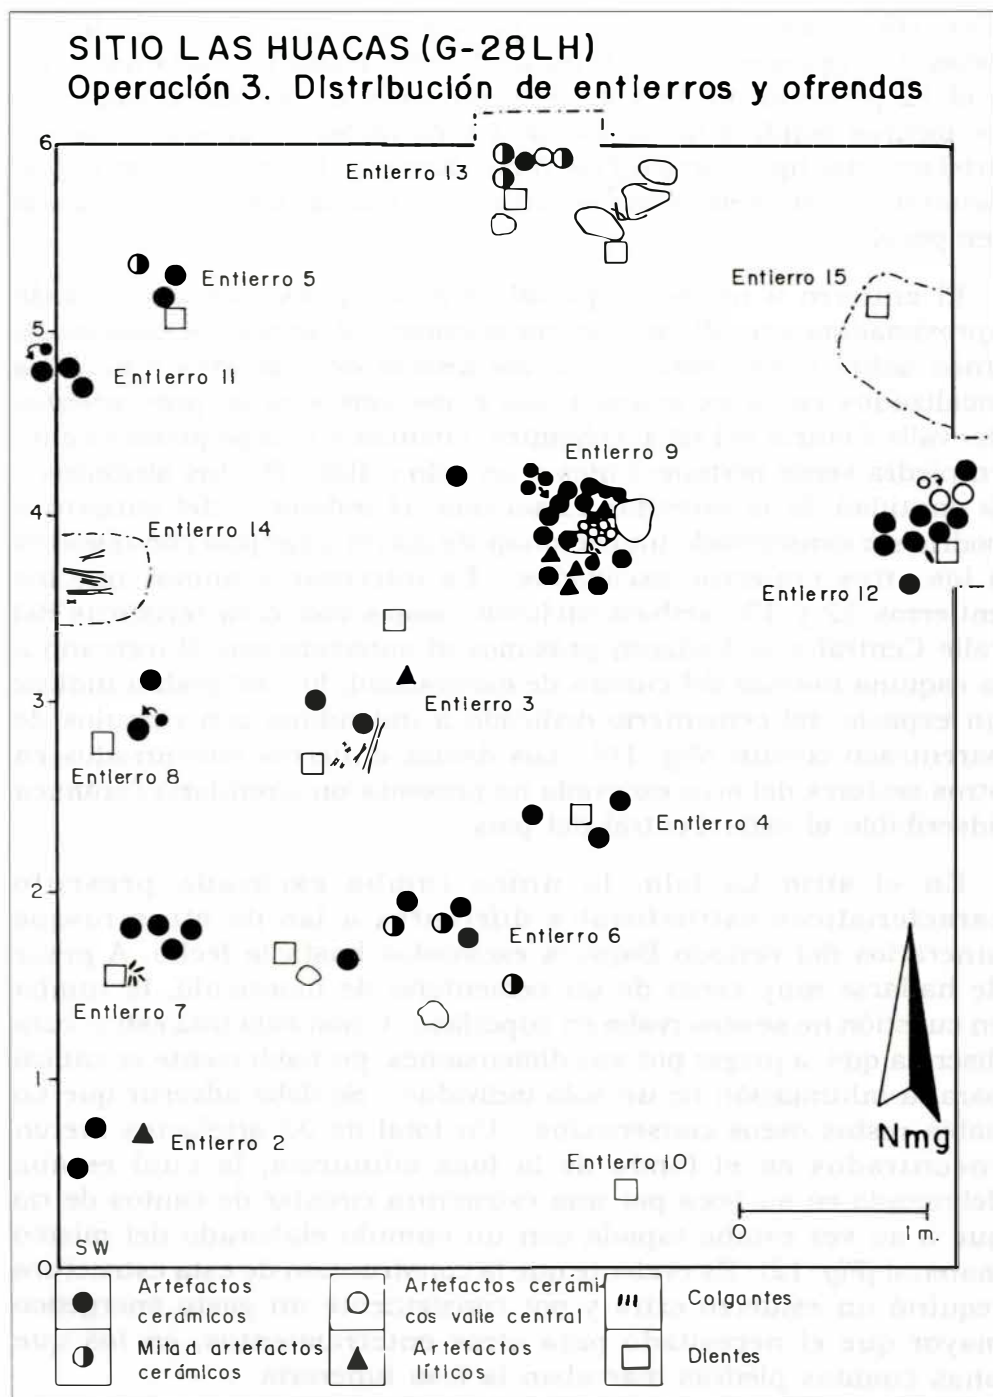 SITIO LAS HUACAS (G-28LH)
Operación 3. Distribución de entierros y ofrendas
6
Entierro 13
Entierro 5
Entierro 15
5
Entierro 11
Entierro 9
4
Entierro 14
Entierro 12
3
Entierro 3
Entierro 8
Entierro 4
2
Entierro 6
Entierro 7
1
Entierro 2
Nmg
Entierro 10
0 1 m.
SW
0
Artefactos
cerámicos
Mitad artefactos
cerámicos
Artefactos cerámi
cos valle central
Artefactos
líticos
Colgantes
Dientes